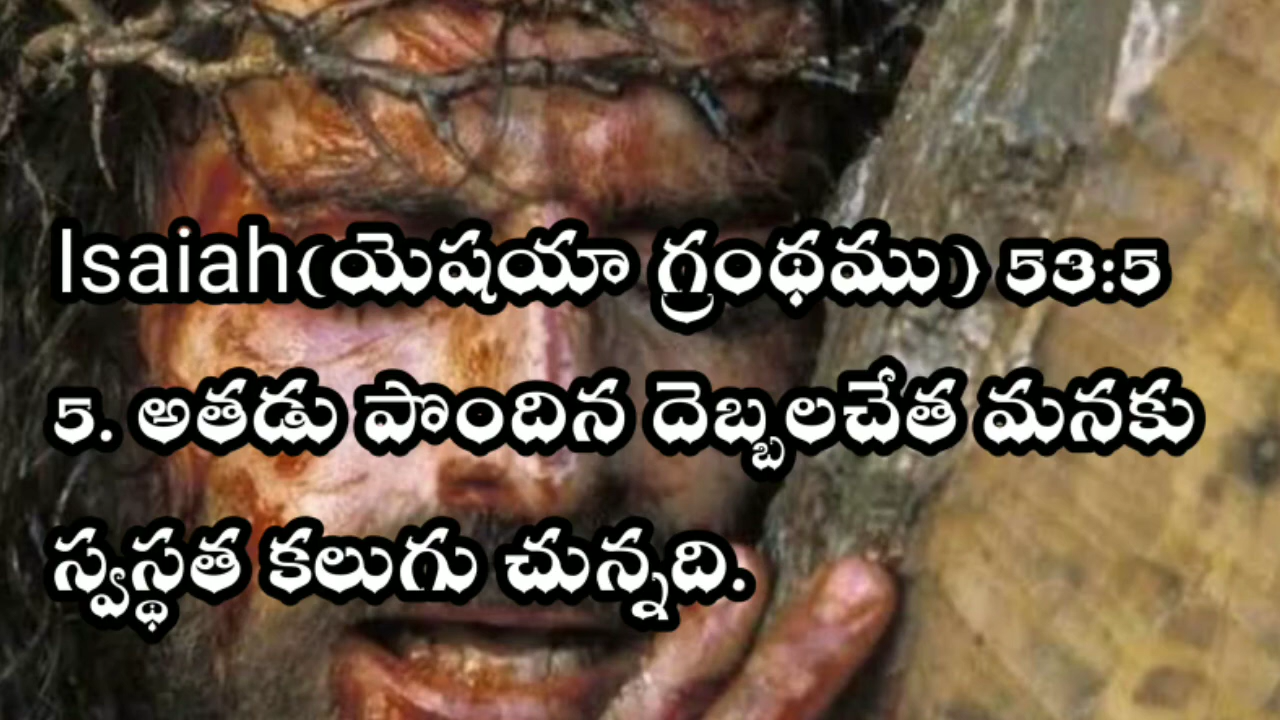 Isaiah(యెషయా గ్రంథము) 53:5
5. అతడు పొందిన దెబ్బలచేత మనకు
స్వస్థత కలుగు చున్నది.